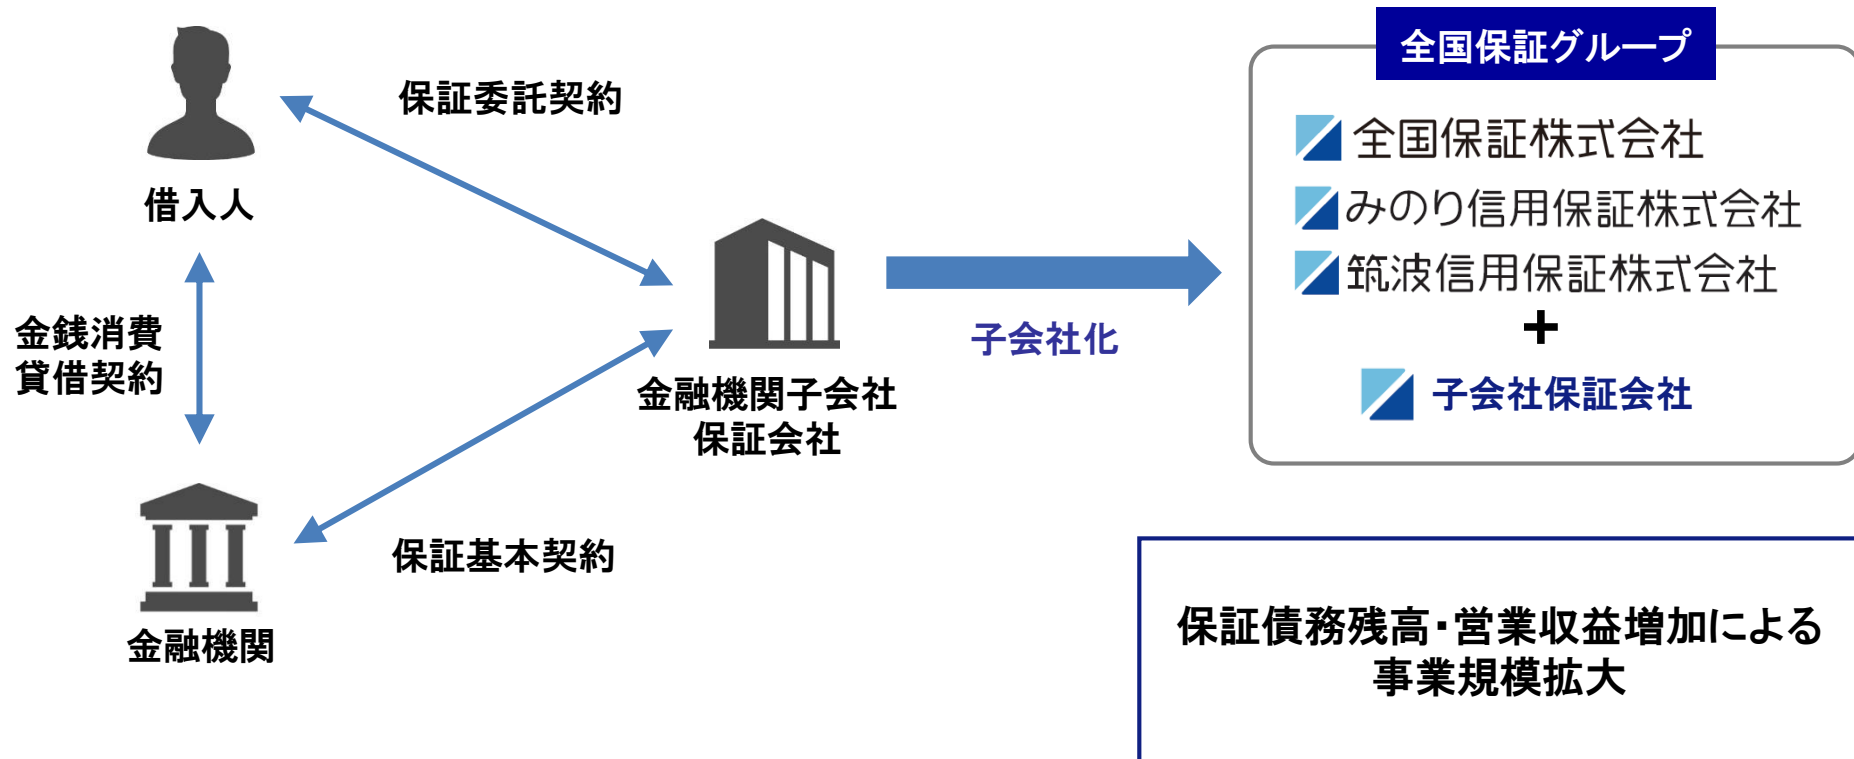 全国保証グループ
保証委託契約
全国保証株式会社
借入人
みのり信用保証株式会社
筑波信用保証株式会社
+
金銭消費
貸借契約
子会社化
金融機関子会社
保証会社
子会社保証会社
保証基本契約
金融機関
保証債務残高・営業収益増加による
事業規模拡大